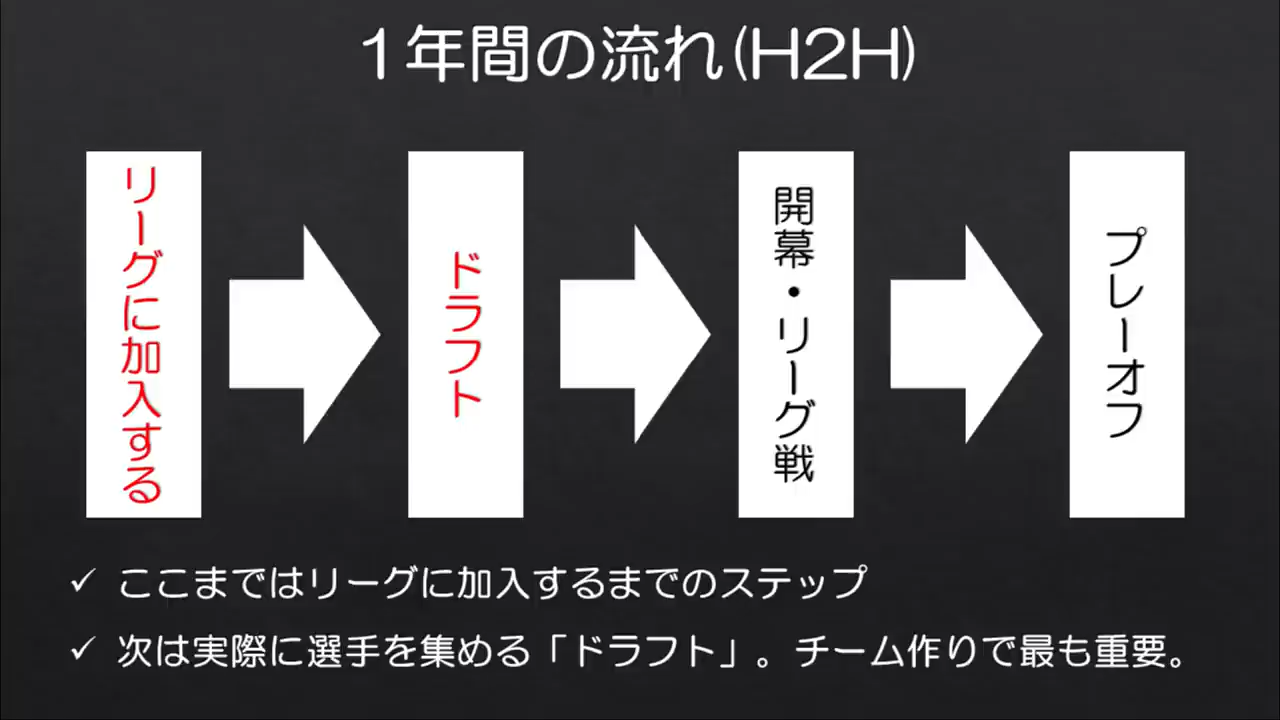 1年間の流れ(H2H)
リーグに加入する
ドラフト
開幕・リーグ戦
プレーオフ
✓ ここまではリーグに加入するまでのステップ
✓ 次は実際に選手を集める「ドラフト」。チーム作りで最も重要。